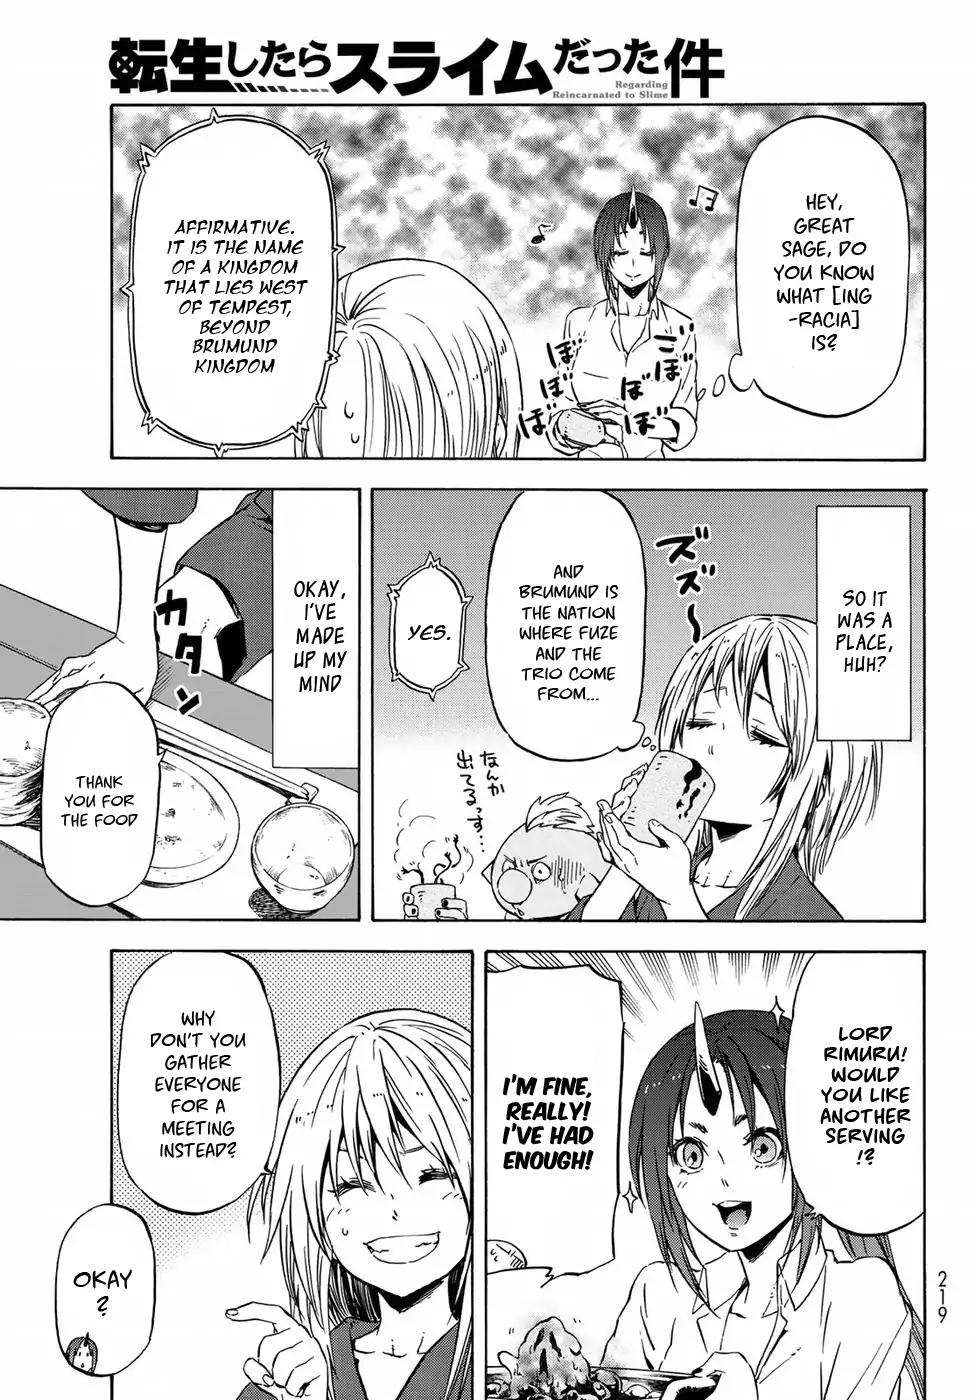 転生したらスライムだった件
Regarding
Reincarnated to Slime
HEY,
GREAT
SAGE, DO
YOU KNOW
WHAT [ING
-RACIA]
IS?
こぽぽ
ぼぼ
ぼぼぼ
AFFIRMATIVE.
IT IS THE NAME
OF A KINGDOM
THAT LIES WEST
OF TEMPEST,
BEYOND
BRUMUND
KINGDOM
SO IT
WAS A
PLACE,
HUH?
ズズ〜
AND
BRUMUND IS
THE NATION
WHERE FUZE
AND THE
TRIO COME
FROM...
YES.
なんか
出てるっす…
OKAY,
I'VE
MADE
UP MY
MIND
カタン
THANK
YOU FOR
THE FOOD
LORD
RIMURU!
WOULD
YOU LIKE
ANOTHER
SERVING
!?
I'M FINE,
REALLY!
I'VE HAD
ENOUGH!
WHY
DON'T YOU
GATHER
EVERYONE
FOR A
MEETING
INSTEAD?
OKAY
?
219